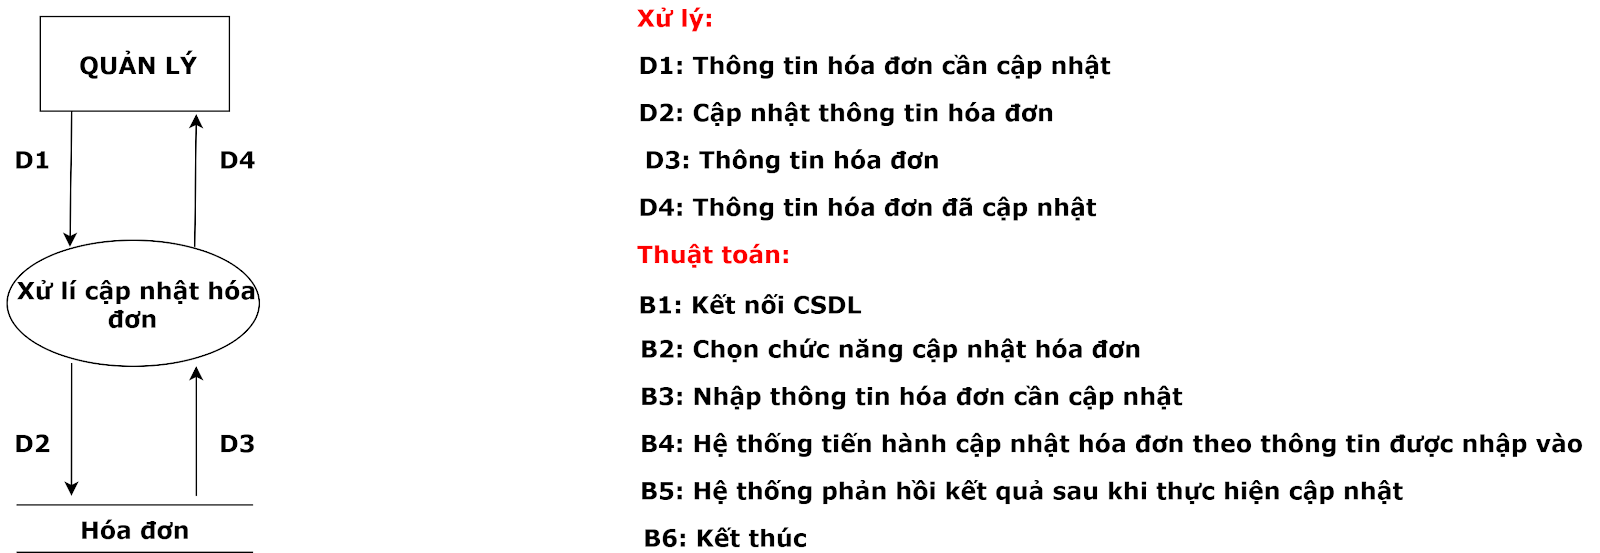 QUẢN LÝ
D1
D4
Xử lí cập nhật hóa
đơn
D2
D3
Hóa đơn
Xử lý:
D1: Thông tin hóa đơn cần cập nhật
D2: Cập nhật thông tin hóa đơn
D3: Thông tin hóa đơn
D4: Thông tin hóa đơn đã cập nhật
Thuật toán:
B1: Kết nối CSDL
B2: Chọn chức năng cập nhật hóa đơn
B3: Nhập thông tin hóa đơn cần cập nhật
B4: Hệ thống tiến hành cập nhật hóa đơn theo thông tin được nhập vào
B5: Hệ thống phản hồi kết quả sau khi thực hiện cập nhật
B6: Kết thúc